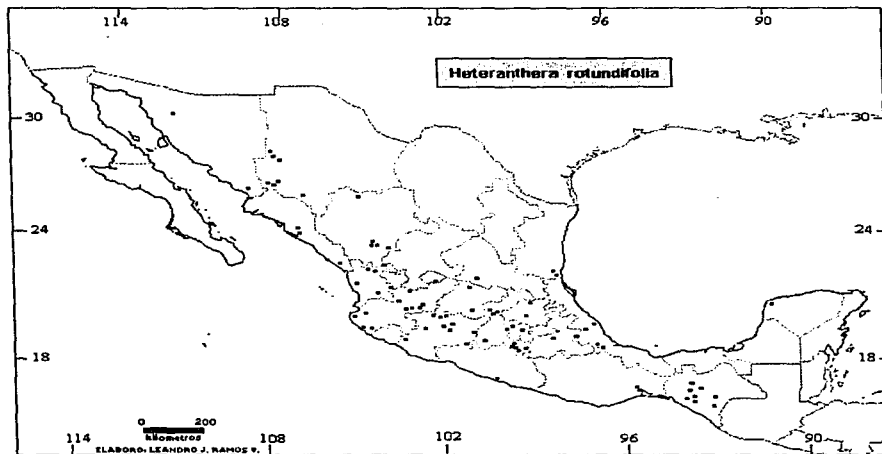 114 108 102 96 90
Heteranthera rotundifolia
30 30
24 24
18 18
0 200
kilometros
114 108 102 96 90
ELABORO: LEANDRO J. RAMOS V.